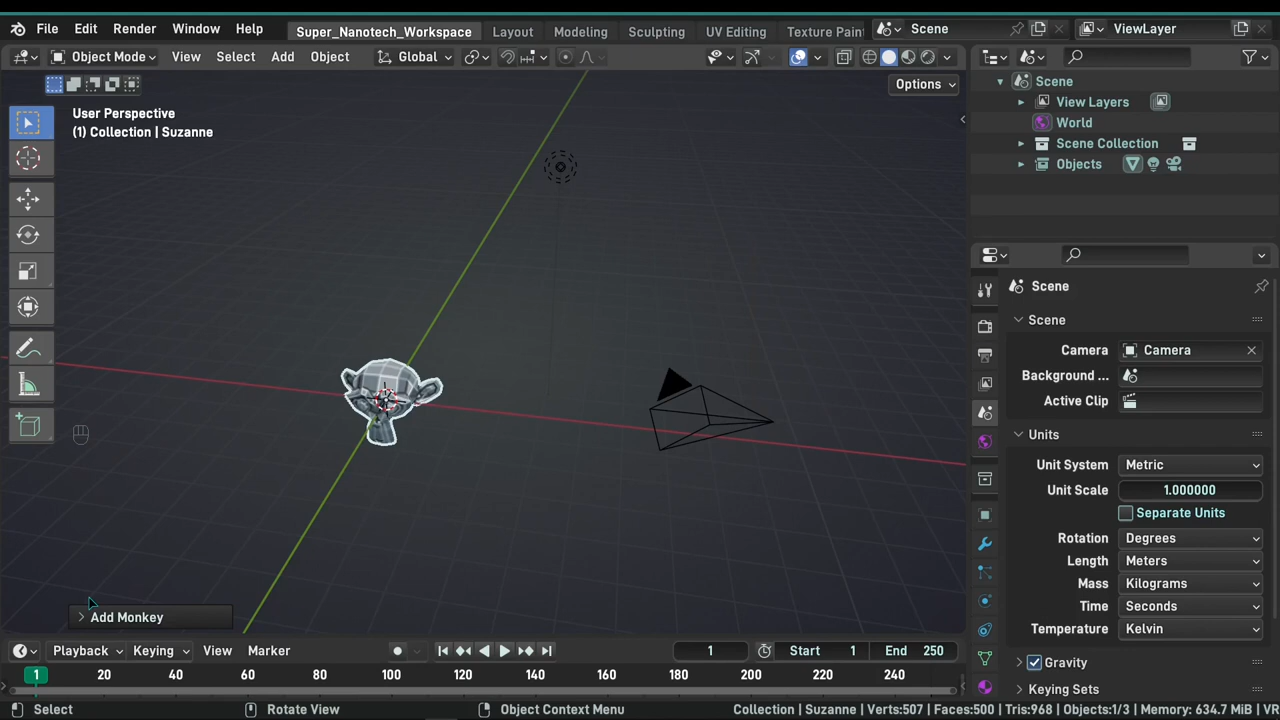 File Edit Render Window Help Super_Nanotech_Workspace Layout Modeling Sculpting UV Editing Texture Pain Scene ViewLayer
Object Mode View Select Add Object Global
Options
User Perspective
(1) Collection | Suzanne
Scene
View Layers
World
Scene Collection
Objects
Scene
Scene
Camera Camera
Background ...
Active Clip
Units
Unit System Metric
Unit Scale 1.000000
Separate Units
Rotation Degrees
Length Meters
Mass Kilograms
Time Seconds
Temperature Kelvin
Gravity
Keying Sets
Add Monkey
Playback Keying View Marker 1 Start 1 End 250
1 20 40 60 80 100 120 140 160 180 200 220 240
Select Rotate View Object Context Menu Collection | Suzanne | Verts:507 | Faces:500 | Tris:968 | Objects:1/3 | Memory: 634.7 MiB | VR